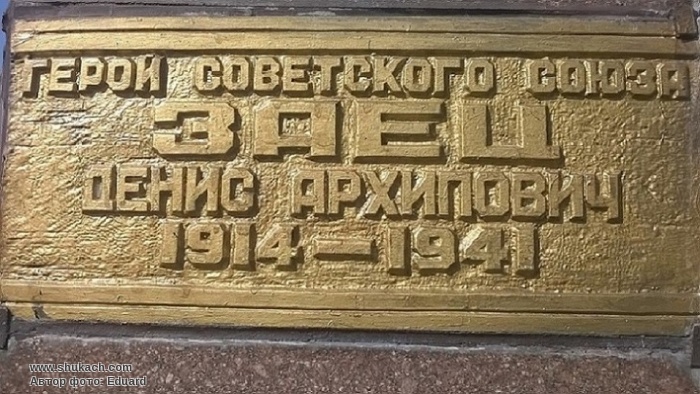 ГЕРОЙ СОВЕТСКОГО СОЮЗА
ЗАЕЦ
ДЕНИС АРХИПОВИЧ
1914—1941
www.shukach.com
Автор фото: Eduard